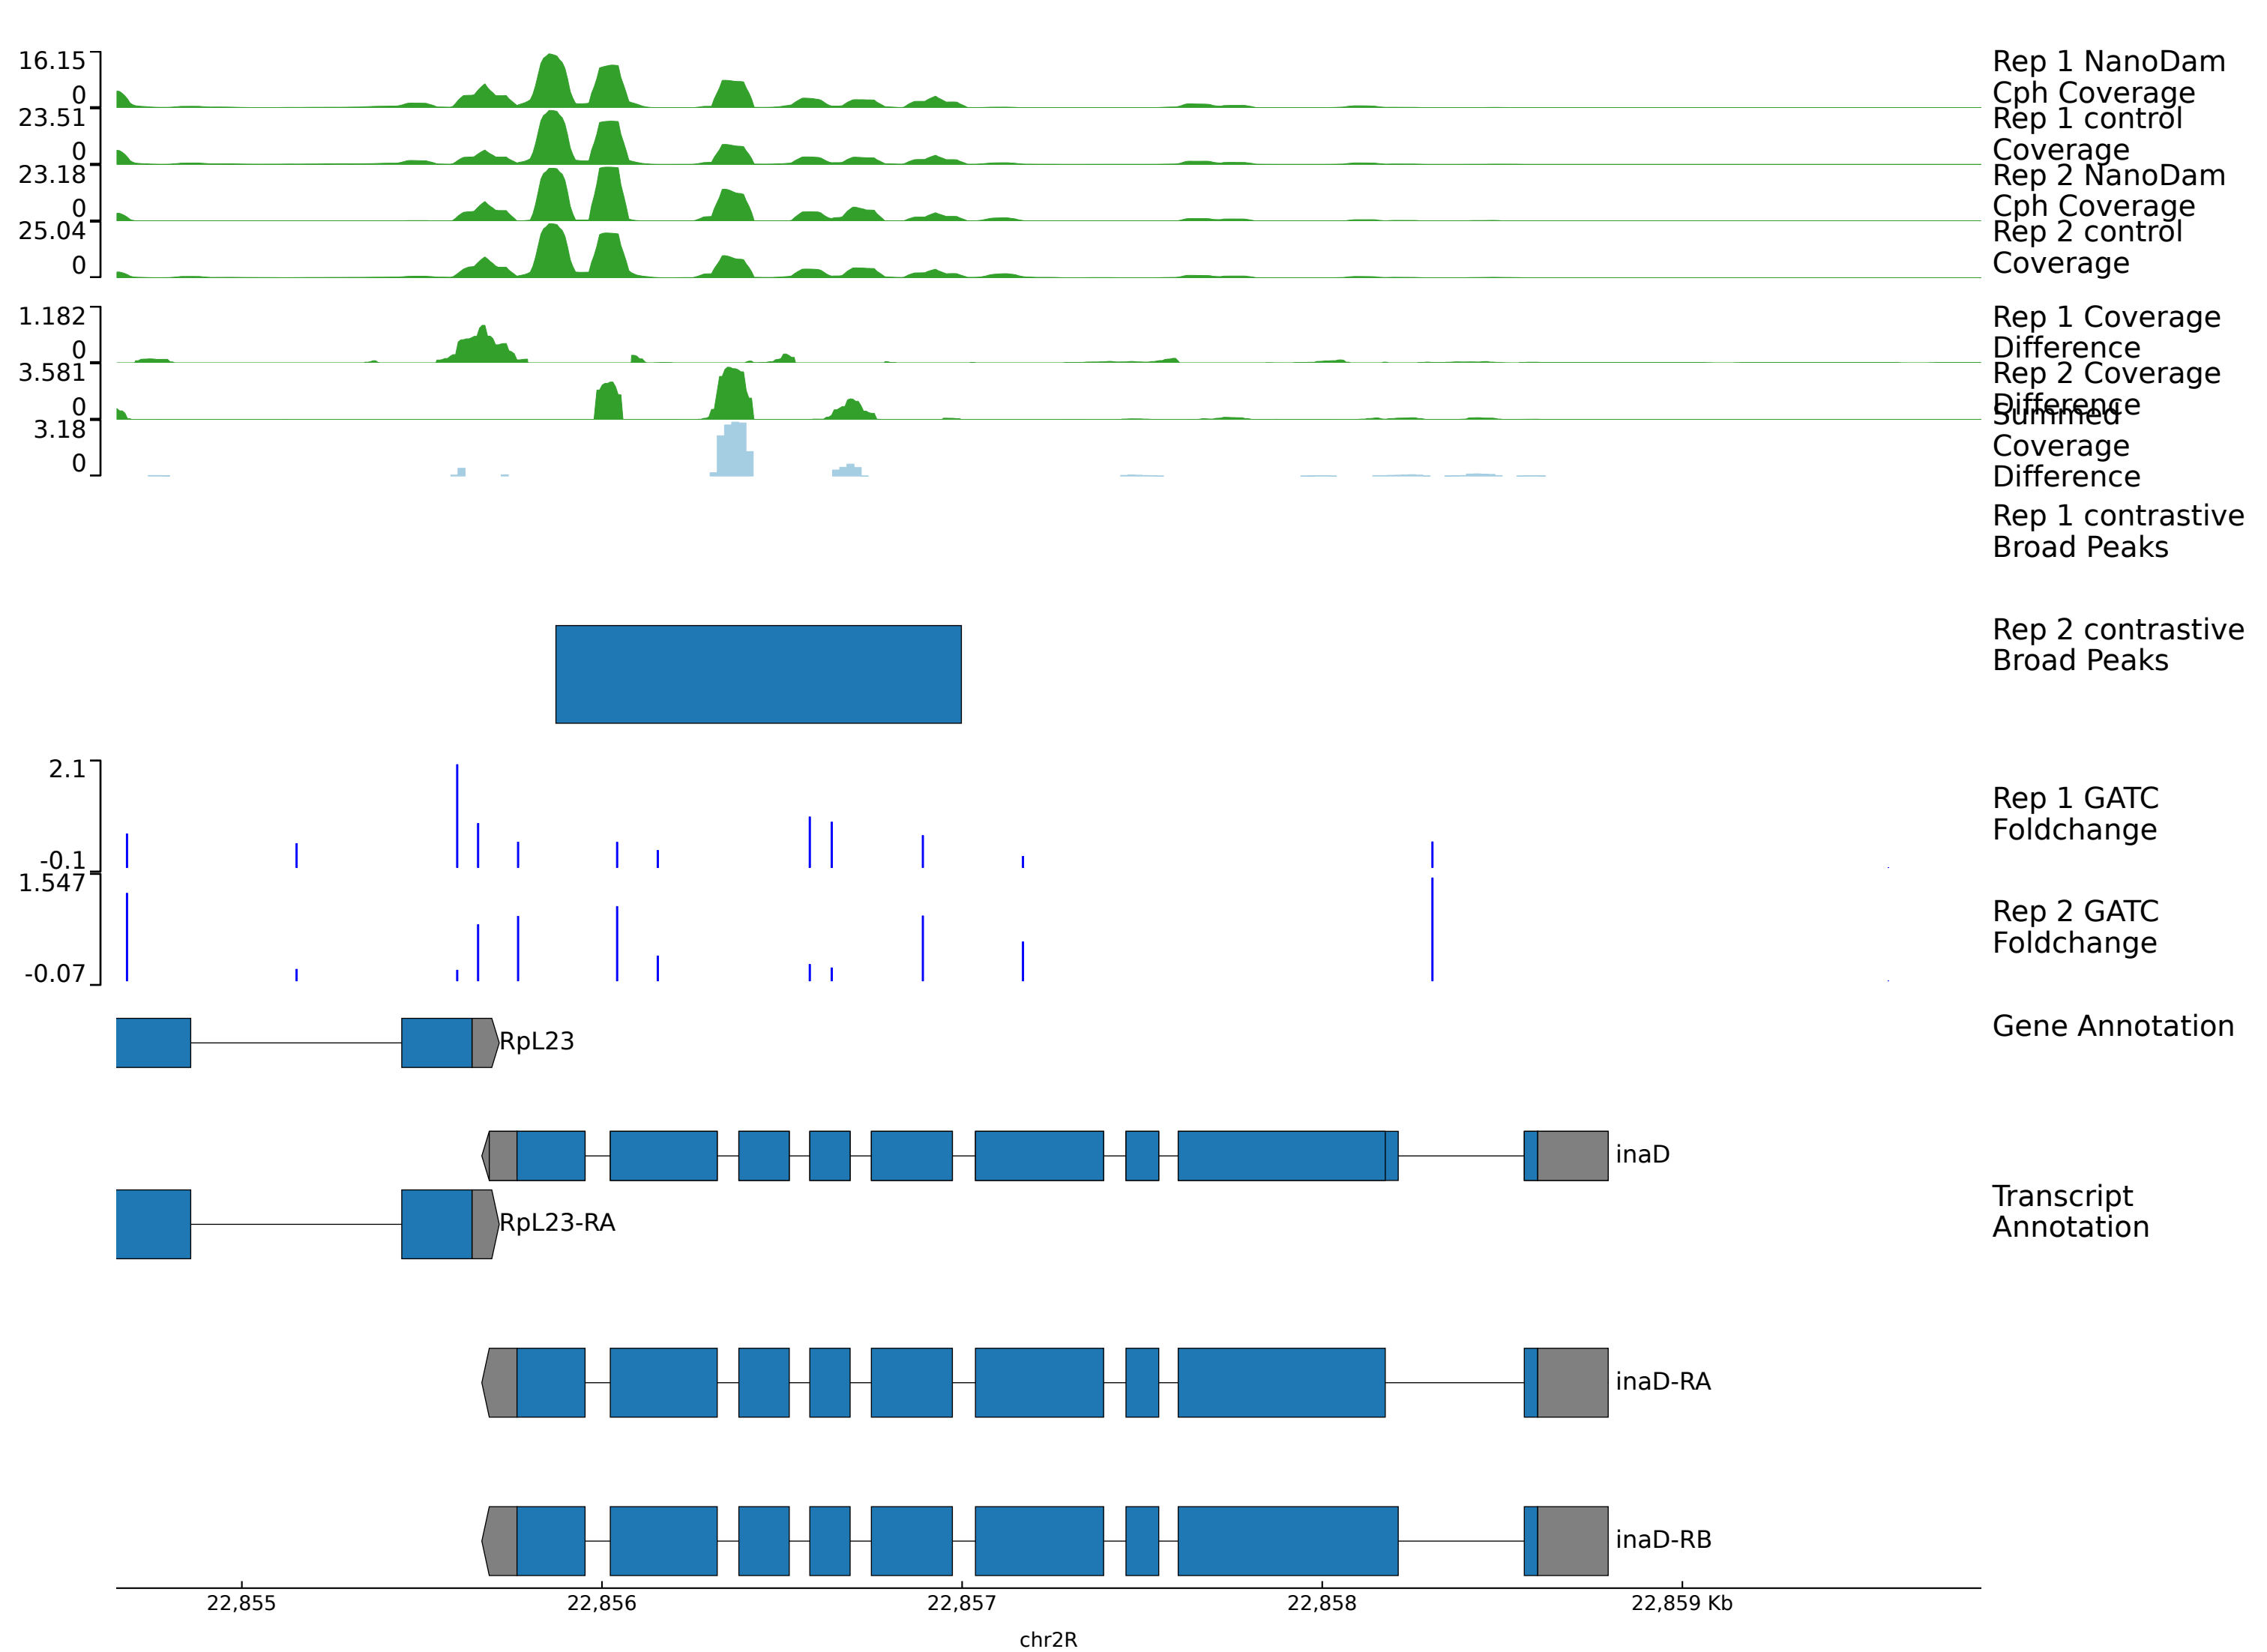 16.15
0
Rep 1 NanoDam
Cph Coverage
23.51
0
Rep 1 control
Coverage
23.18
0
Rep 2 NanoDam
Cph Coverage
25.04
0
Rep 2 control
Coverage
1.182
0
Rep 1 Coverage
Difference
3.581
0
Rep 2 Coverage
Difference
3.18
0
Summed
Coverage
Difference
Rep 1 contrastive
Broad Peaks
Rep 2 contrastive
Broad Peaks
2.1
-0.1
Rep 1 GATC
Foldchange
1.547
-0.07
Rep 2 GATC
Foldchange
RpL23
Gene Annotation
inaD
RpL23-RA
Transcript
Annotation
inaD-RA
inaD-RB
22,855 22,856 22,857 22,858 22,859 Kb
chr2R